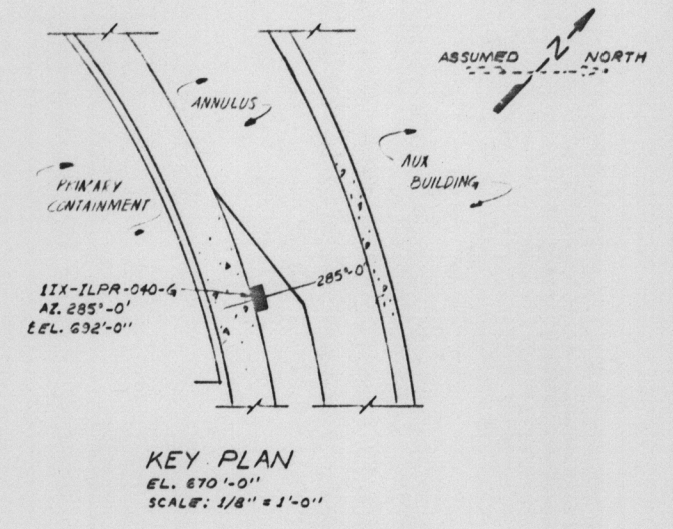 ASSUMED NORTH
N
ANNULUS
AUX
BUILDING
PRIMARY
CONTAINMENT
285°-0'
1IX-ILPR-040-G
AZ. 285°-0'
℄EL. 692'-0"
KEY PLAN
EL. 670'-0"
SCALE: 1/8" = 1'-0"